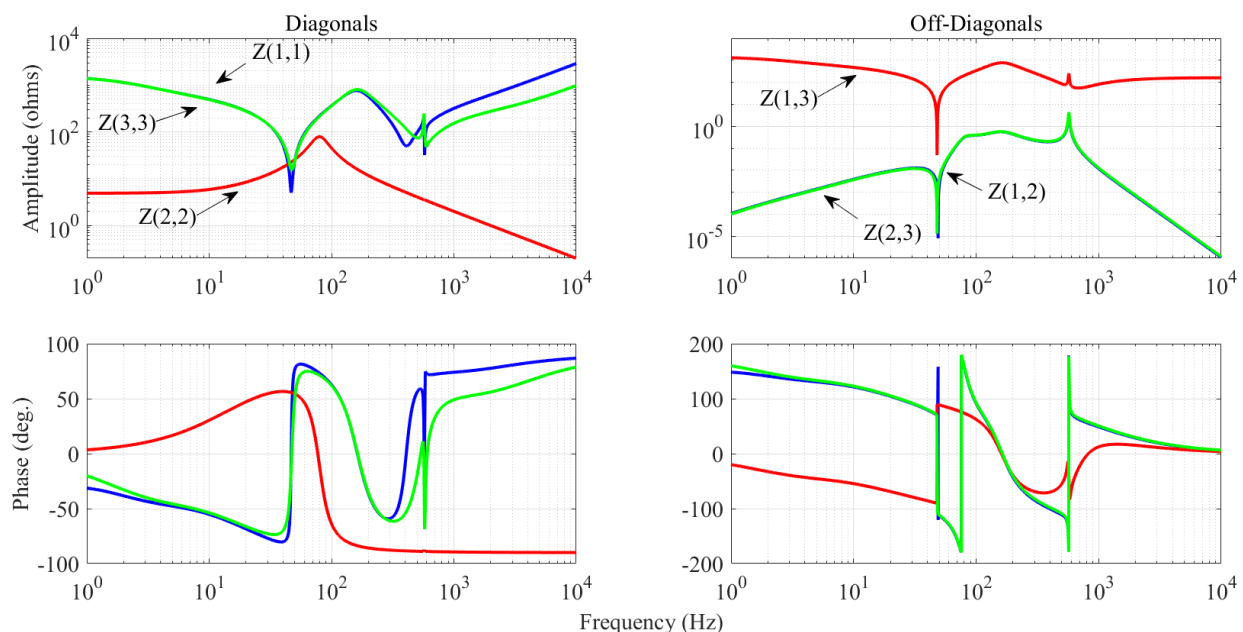 Diagonals
Off-Diagonals
Amplitude (ohms)
10^4
10^2
10^0
Z(1,1)
Z(3,3)
Z(2,2)
10^0 10^1 10^2 10^3 10^4
10^0
10^-5
Z(1,3)
Z(1,2)
Z(2,3)
10^0 10^1 10^2 10^3 10^4
Phase (deg.)
100
50
0
-50
-100
10^0 10^1 10^2 10^3 10^4
200
100
0
-100
-200
10^0 10^1 10^2 10^3 10^4
Frequency (Hz)